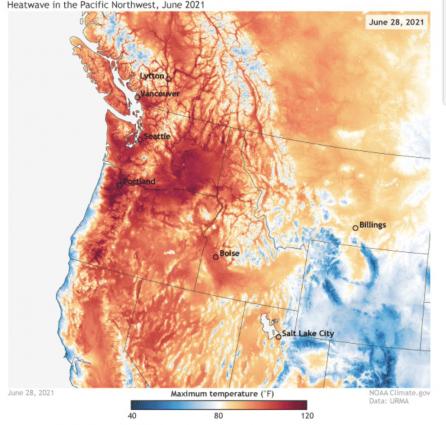 Heatwave in the Pacific Northwest, June 2021
June 28, 2021
Lytton
Vancouver
Seattle
Portland
Billings
Boise
Salt Lake City
June 28, 2021
Maximum temperature (°F)
NOAA Climate.gov
Data: URMA
40 80 120